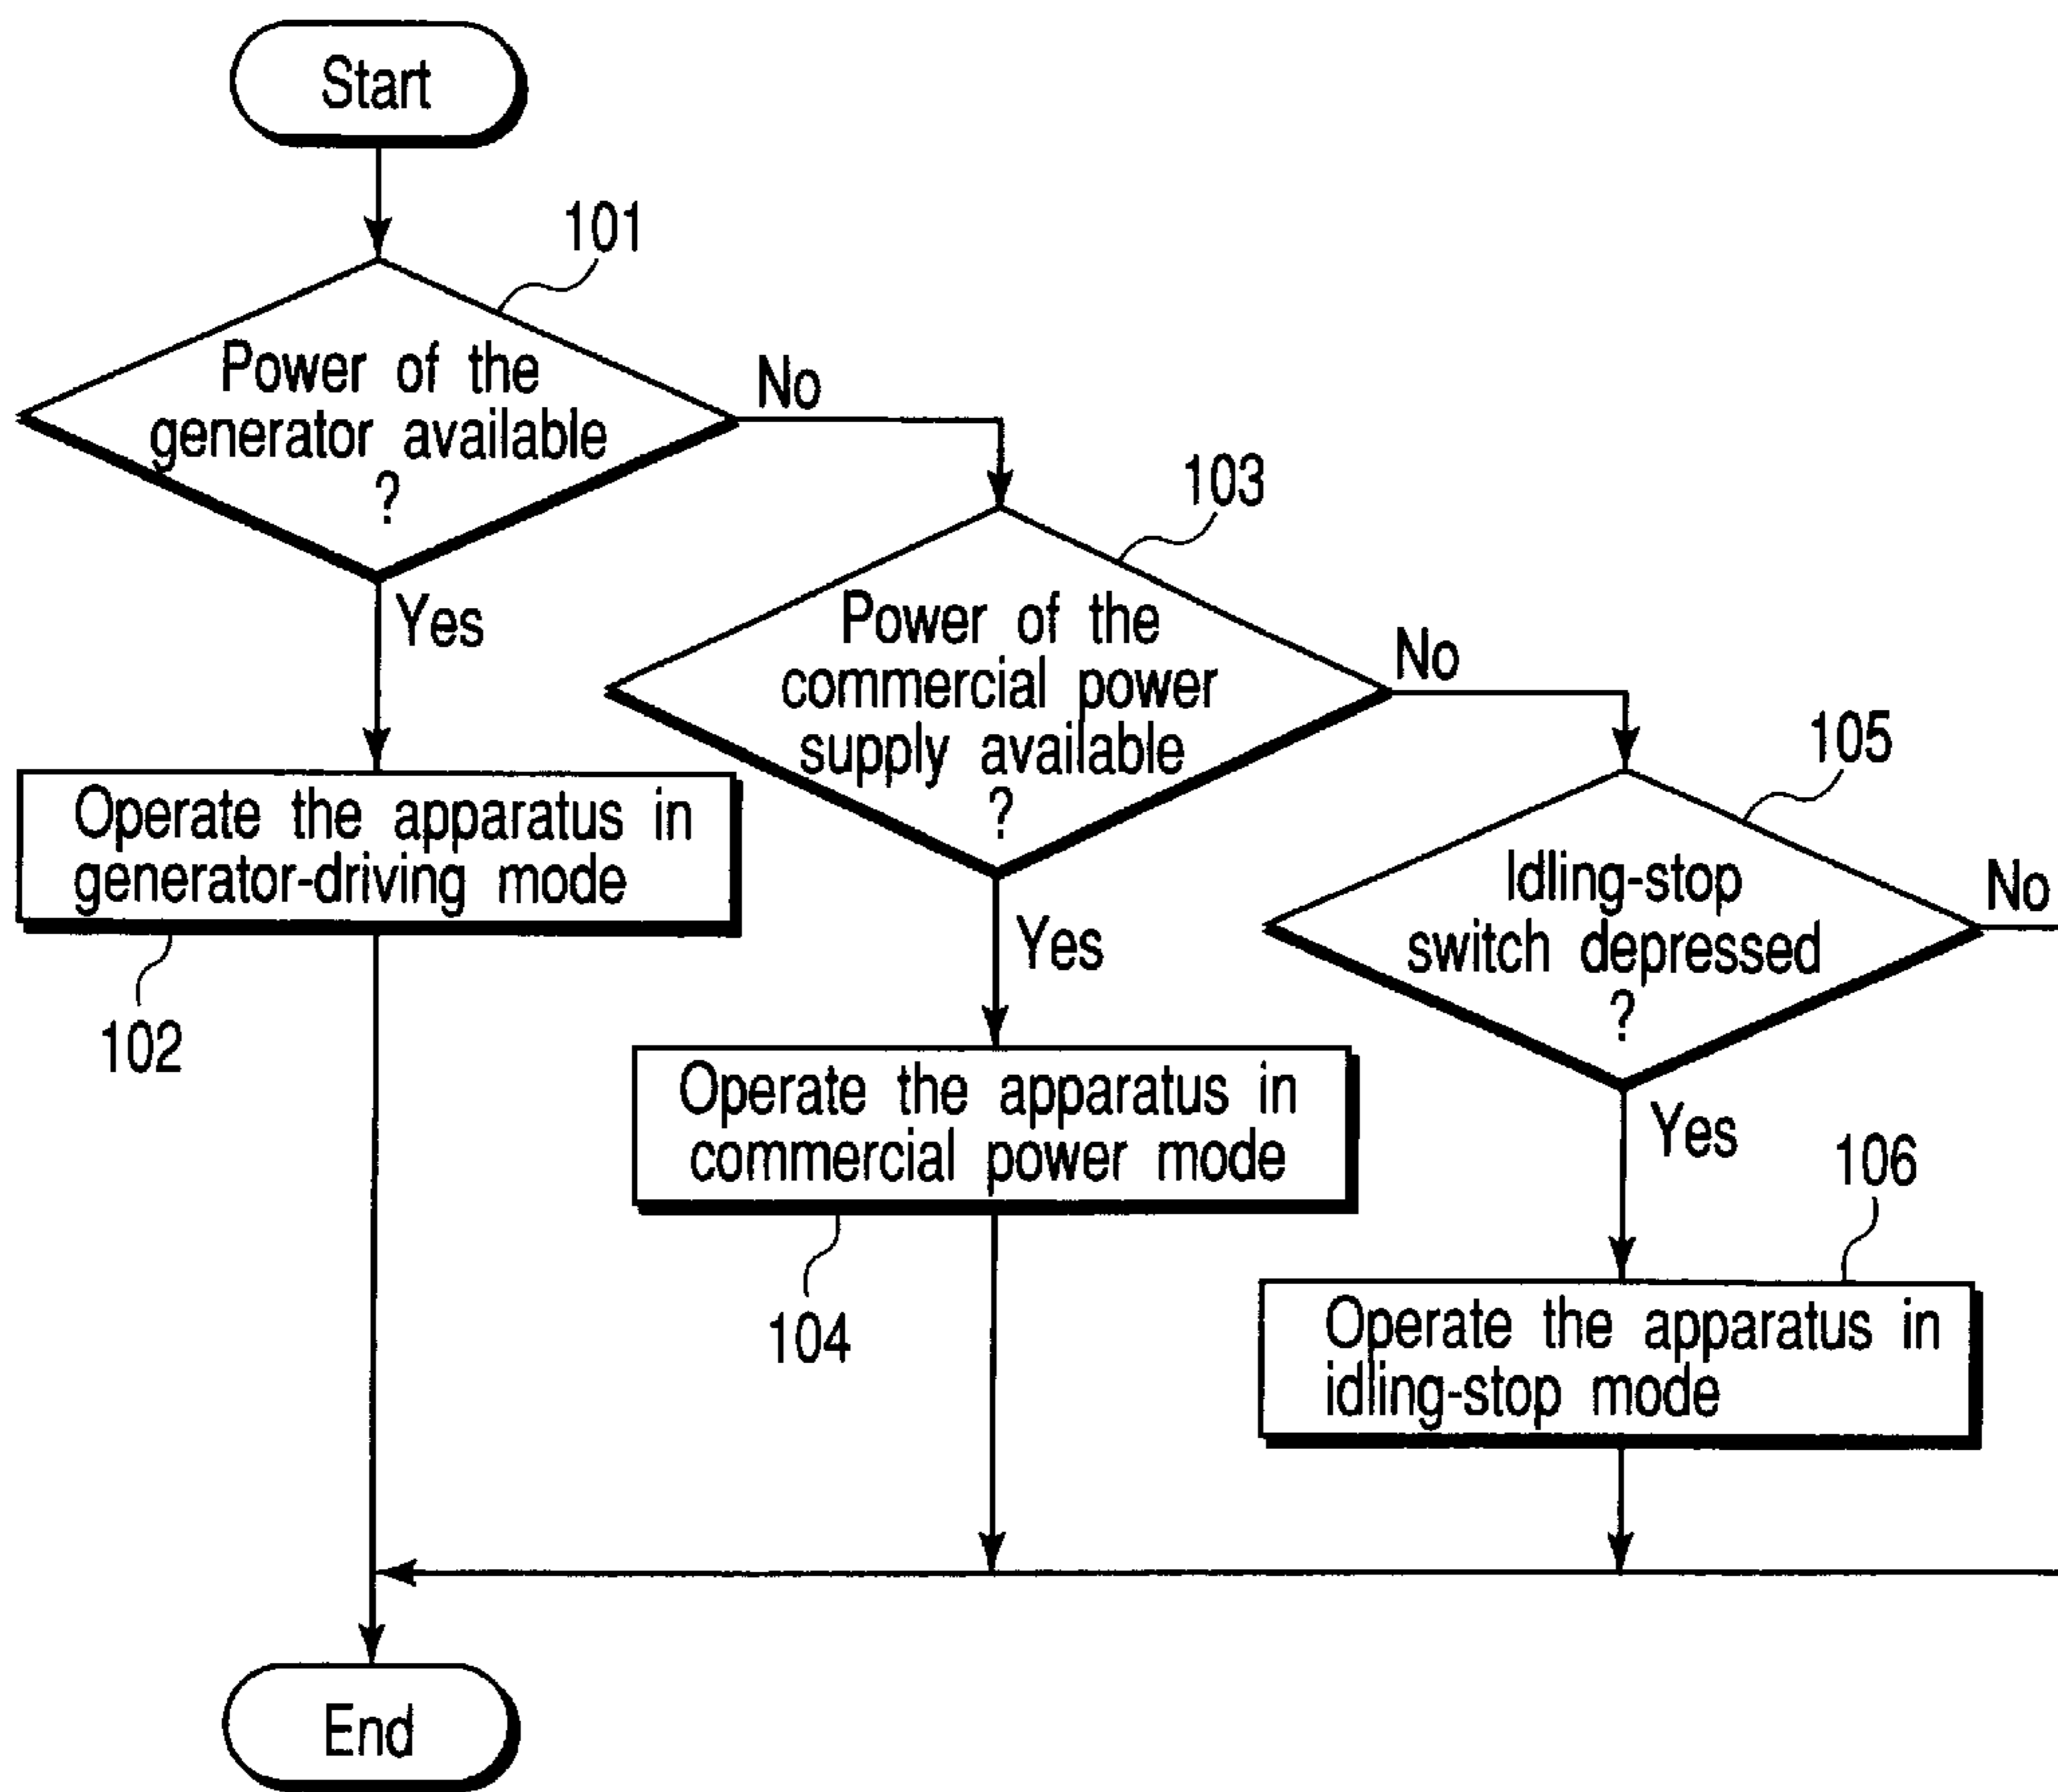 Start
101
Power of the
generator available
?
No
Yes
103
Power of the
commercial power
supply available
?
No
Yes
105
Idling-stop
switch depressed
?
No
Yes
Operate the apparatus in
generator-driving mode
102
Operate the apparatus in
commercial power mode
104
106
Operate the apparatus in
idling-stop mode
End